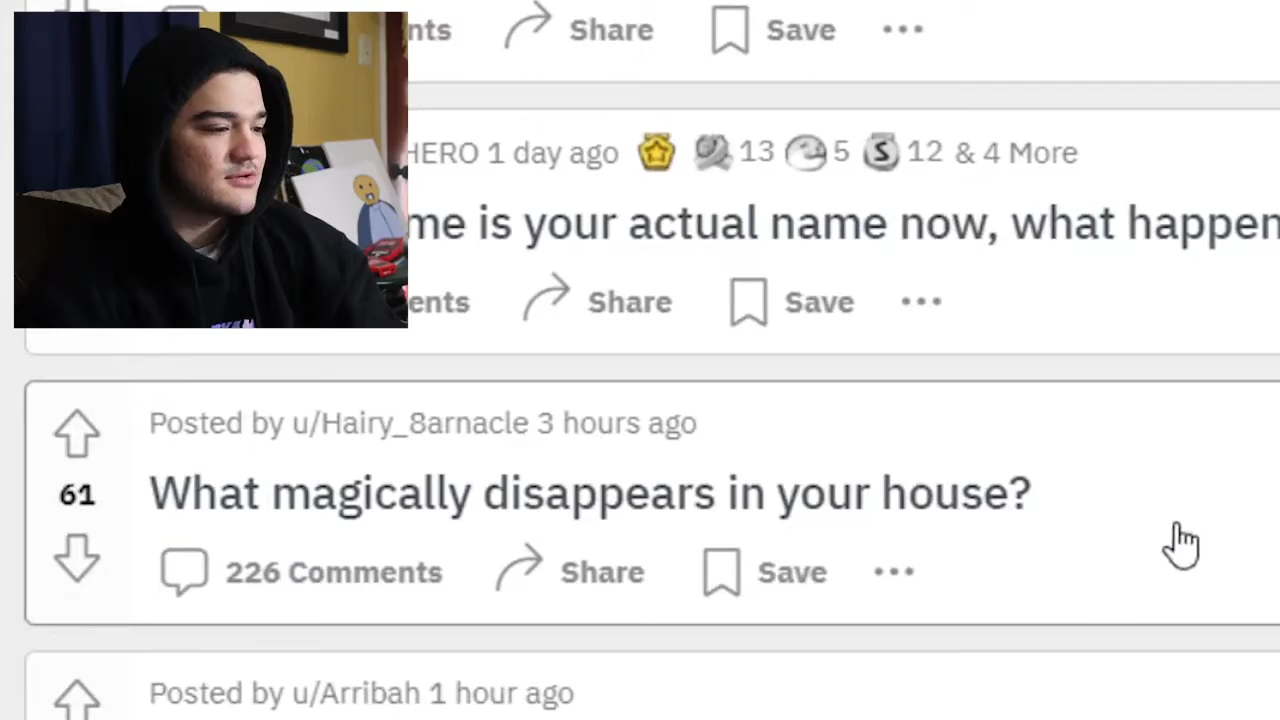 nts Share Save
HERO 1 day ago 13 5 S 12 & 4 More
me is your actual name now, what happen
ents Share Save
Posted by u/Hairy_8arnacle 3 hours ago
61
What magically disappears in your house?
226 Comments Share Save
Posted by u/Arribah 1 hour ago